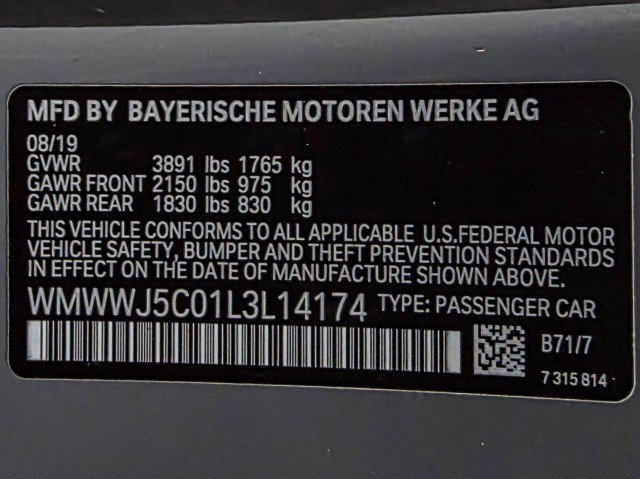 MFD BY BAYERISCHE MOTOREN WERKE AG
08/19
GVWR 3891 lbs 1765 kg
GAWR FRONT 2150 lbs 975 kg
GAWR REAR 1830 lbs 830 kg
THIS VEHICLE CONFORMS TO ALL APPLICABLE U.S.FEDERAL MOTOR
VEHICLE SAFETY, BUMPER AND THEFT PREVENTION STANDARDS
IN EFFECT ON THE DATE OF MANUFACTURE SHOWN ABOVE.
WMWWJ5C01L3L14174 TYPE: PASSENGER CAR
B71/7
7 315 814